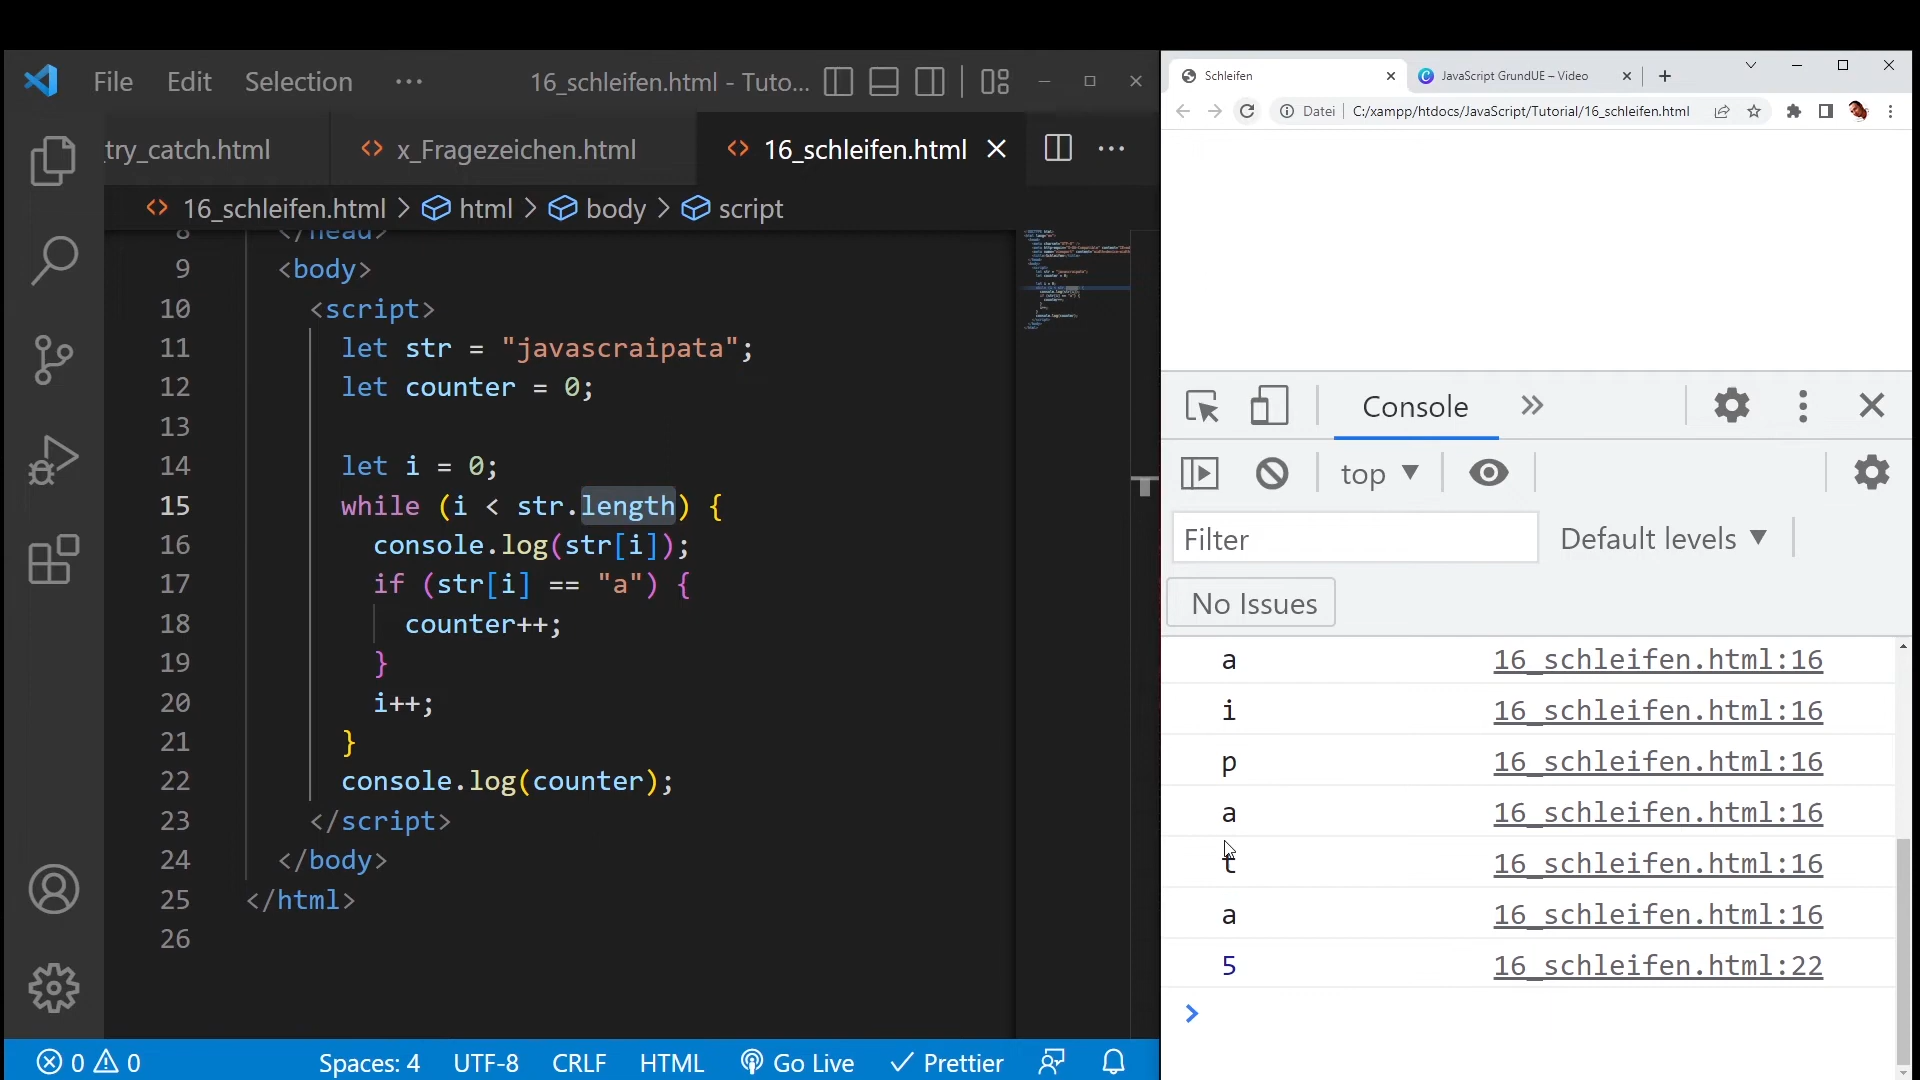 File Edit Selection ··· 16_schleifen.html - Tuto...
try_catch.html x_Fragezeichen.html 16_schleifen.html
16_schleifen.html > html > body > script
8 </head>
9 <body>
10 <script>
11 let str = "javascraipata";
12 let counter = 0;
13
14 let i = 0;
15 while (i < str.length) {
16 console.log(str[i]);
17 if (str[i] == "a") {
18 counter++;
19 }
20 i++;
21 }
22 console.log(counter);
23 </script>
24 </body>
25 </html>
26
0 0 Spaces: 4 UTF-8 CRLF HTML Go Live Prettier
Schleifen JavaScript GrundUE – Video
Datei C:/xampp/htdocs/JavaScript/Tutorial/16_schleifen.html
Console
top
Filter Default levels
No Issues
a 16_schleifen.html:16
i 16_schleifen.html:16
p 16_schleifen.html:16
a 16_schleifen.html:16
t 16_schleifen.html:16
a 16_schleifen.html:16
5 16_schleifen.html:22